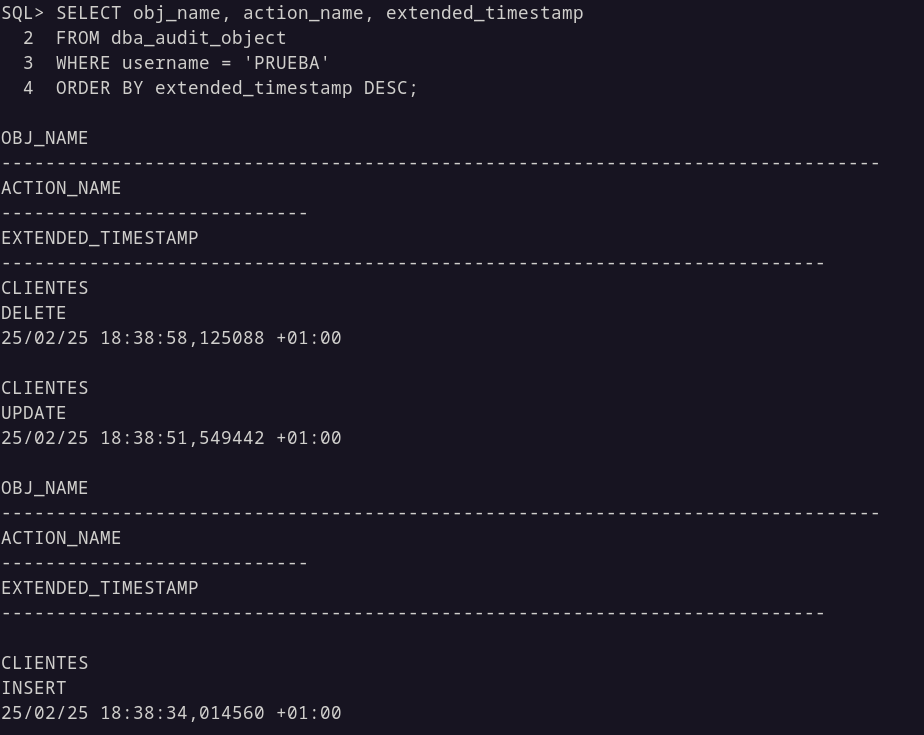 SQL> SELECT obj_name, action_name, extended_timestamp
  2  FROM dba_audit_object
  3  WHERE username = 'PRUEBA'
  4  ORDER BY extended_timestamp DESC;

OBJ_NAME
--------------------------------------------------------------------------------
ACTION_NAME
----------------------------
EXTENDED_TIMESTAMP
---------------------------------------------------------------------------
CLIENTES
DELETE
25/02/25 18:38:58,125088 +01:00

CLIENTES
UPDATE
25/02/25 18:38:51,549442 +01:00

OBJ_NAME
--------------------------------------------------------------------------------
ACTION_NAME
----------------------------
EXTENDED_TIMESTAMP
---------------------------------------------------------------------------

CLIENTES
INSERT
25/02/25 18:38:34,014560 +01:00